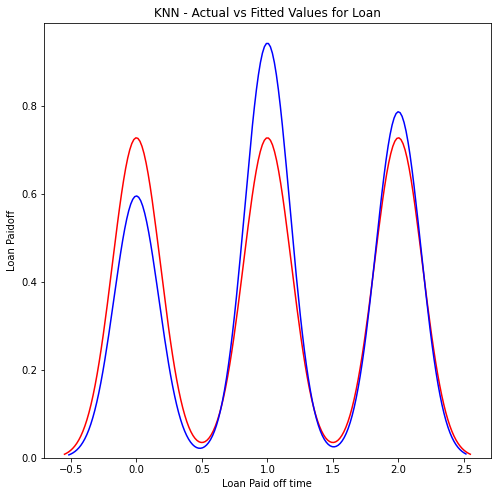 KNN - Actual vs Fitted Values for Loan
Loan Paidoff
0.8
0.6
0.4
0.2
0.0
−0.5 0.0 0.5 1.0 1.5 2.0 2.5
Loan Paid off time